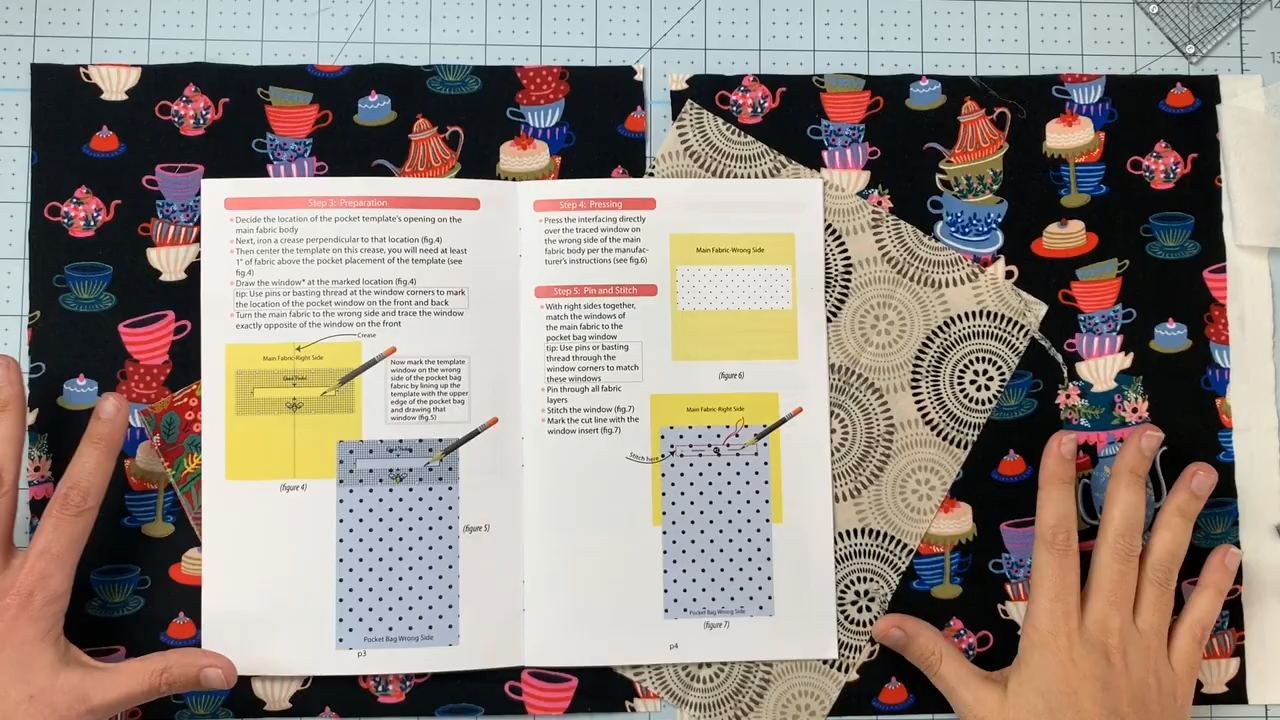 Step 3: Preparation
Decide the location of the pocket template's opening on the
main fabric body
Next, iron a crease perpendicular to that location (fig.4)
Then center the template on this crease, you will need at least
1" of fabric above the pocket placement of the template (see
fig.4)
Draw the window* at the marked location (fig.4)
tip: Use pins or basting thread at the window corners to mark
the location of the pocket window on the front and back
Turn the main fabric to the wrong side and trace the window
exactly opposite of the window on the front
Crease
Main Fabric-Right Side
Now mark the template
window on the wrong
side of the pocket bag
fabric by lining up the
template with the upper
edge of the pocket bag
and drawing that
window (fig.5)
(figure 4)
(figure 5)
Pocket Bag Wrong Side
p3
Step 4: Pressing
Press the interfacing directly
over the traced window on
the wrong side of the main
fabric body per the manufac-
turer's instructions (see fig.6)
Main Fabric-Wrong Side
(figure 6)
Step 5: Pin and Stitch
With right sides together,
match the windows of
the main fabric to the
pocket bag window
tip: Use pins or basting
thread through the
window corners to match
these windows
Pin through all fabric
layers
Stitch the window (fig.7)
Mark the cut line with the
window insert (fig.7)
Main Fabric-Right Side
Stitch here
Pocket Bag Wrong Side
(figure 7)
p4